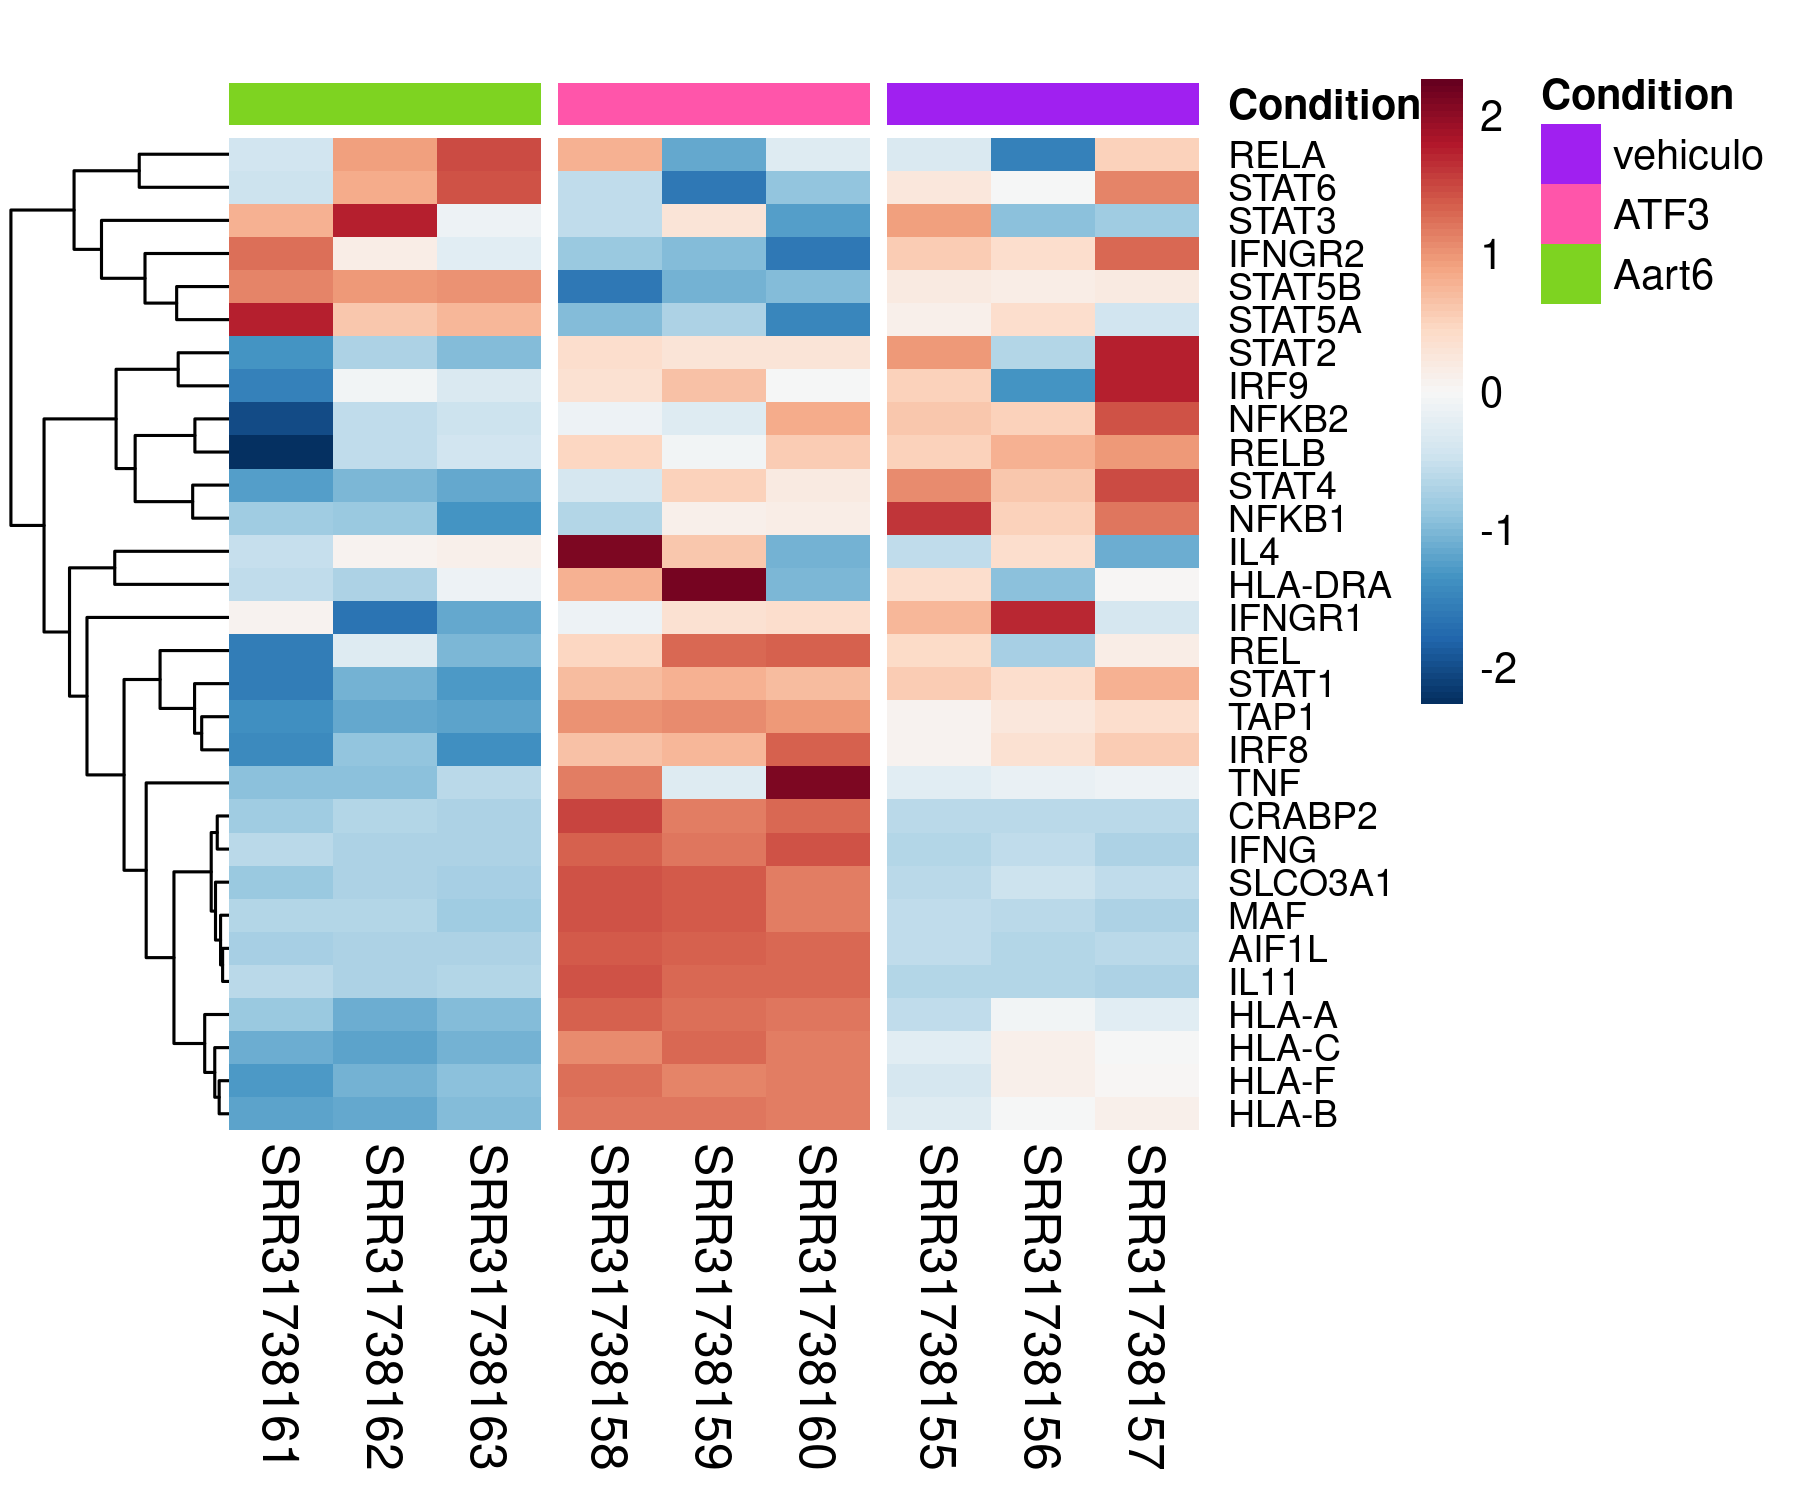 Condition
RELA
STAT6
STAT3
IFNGR2
STAT5B
STAT5A
STAT2
IRF9
NFKB2
RELB
STAT4
NFKB1
IL4
HLA-DRA
IFNGR1
REL
STAT1
TAP1
IRF8
TNF
CRABP2
IFNG
SLCO3A1
MAF
AIF1L
IL11
HLA-A
HLA-C
HLA-F
HLA-B
SRR31738161
SRR31738162
SRR31738163
SRR31738158
SRR31738159
SRR31738160
SRR31738155
SRR31738156
SRR31738157
2
1
0
-1
-2
Condition
vehiculo
ATF3
Aart6